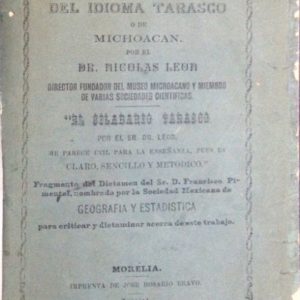 DEL IDIOMA TARASCO
O DE
MICHOACAN.
POR EL
DR. NICOLAS LEON
DIRECTOR FUNDADOR DEL MUSEO MICHOACANO Y MIEMBRO
DE VARIAS SOCIEDADES CIENTIFICAS.
"EL SILABARIO TARASCO
POR EL SR. DR. LEON,
ME PARECE UTIL PARA LA ENSEÑANZA, PUES ES
CLARO, SENCILLO Y METODICO."
Fragmento del Dictamen del Sr. D. Francisco Pi-
mentel, nombrada por la Sociedad Mexicana de
GEOGRAFIA Y ESTADISTICA
para criticar y dictaminar acerca de este trabajo.
MORELIA.
IMPRENTA DE JOSE ROSARIO BRAVO.